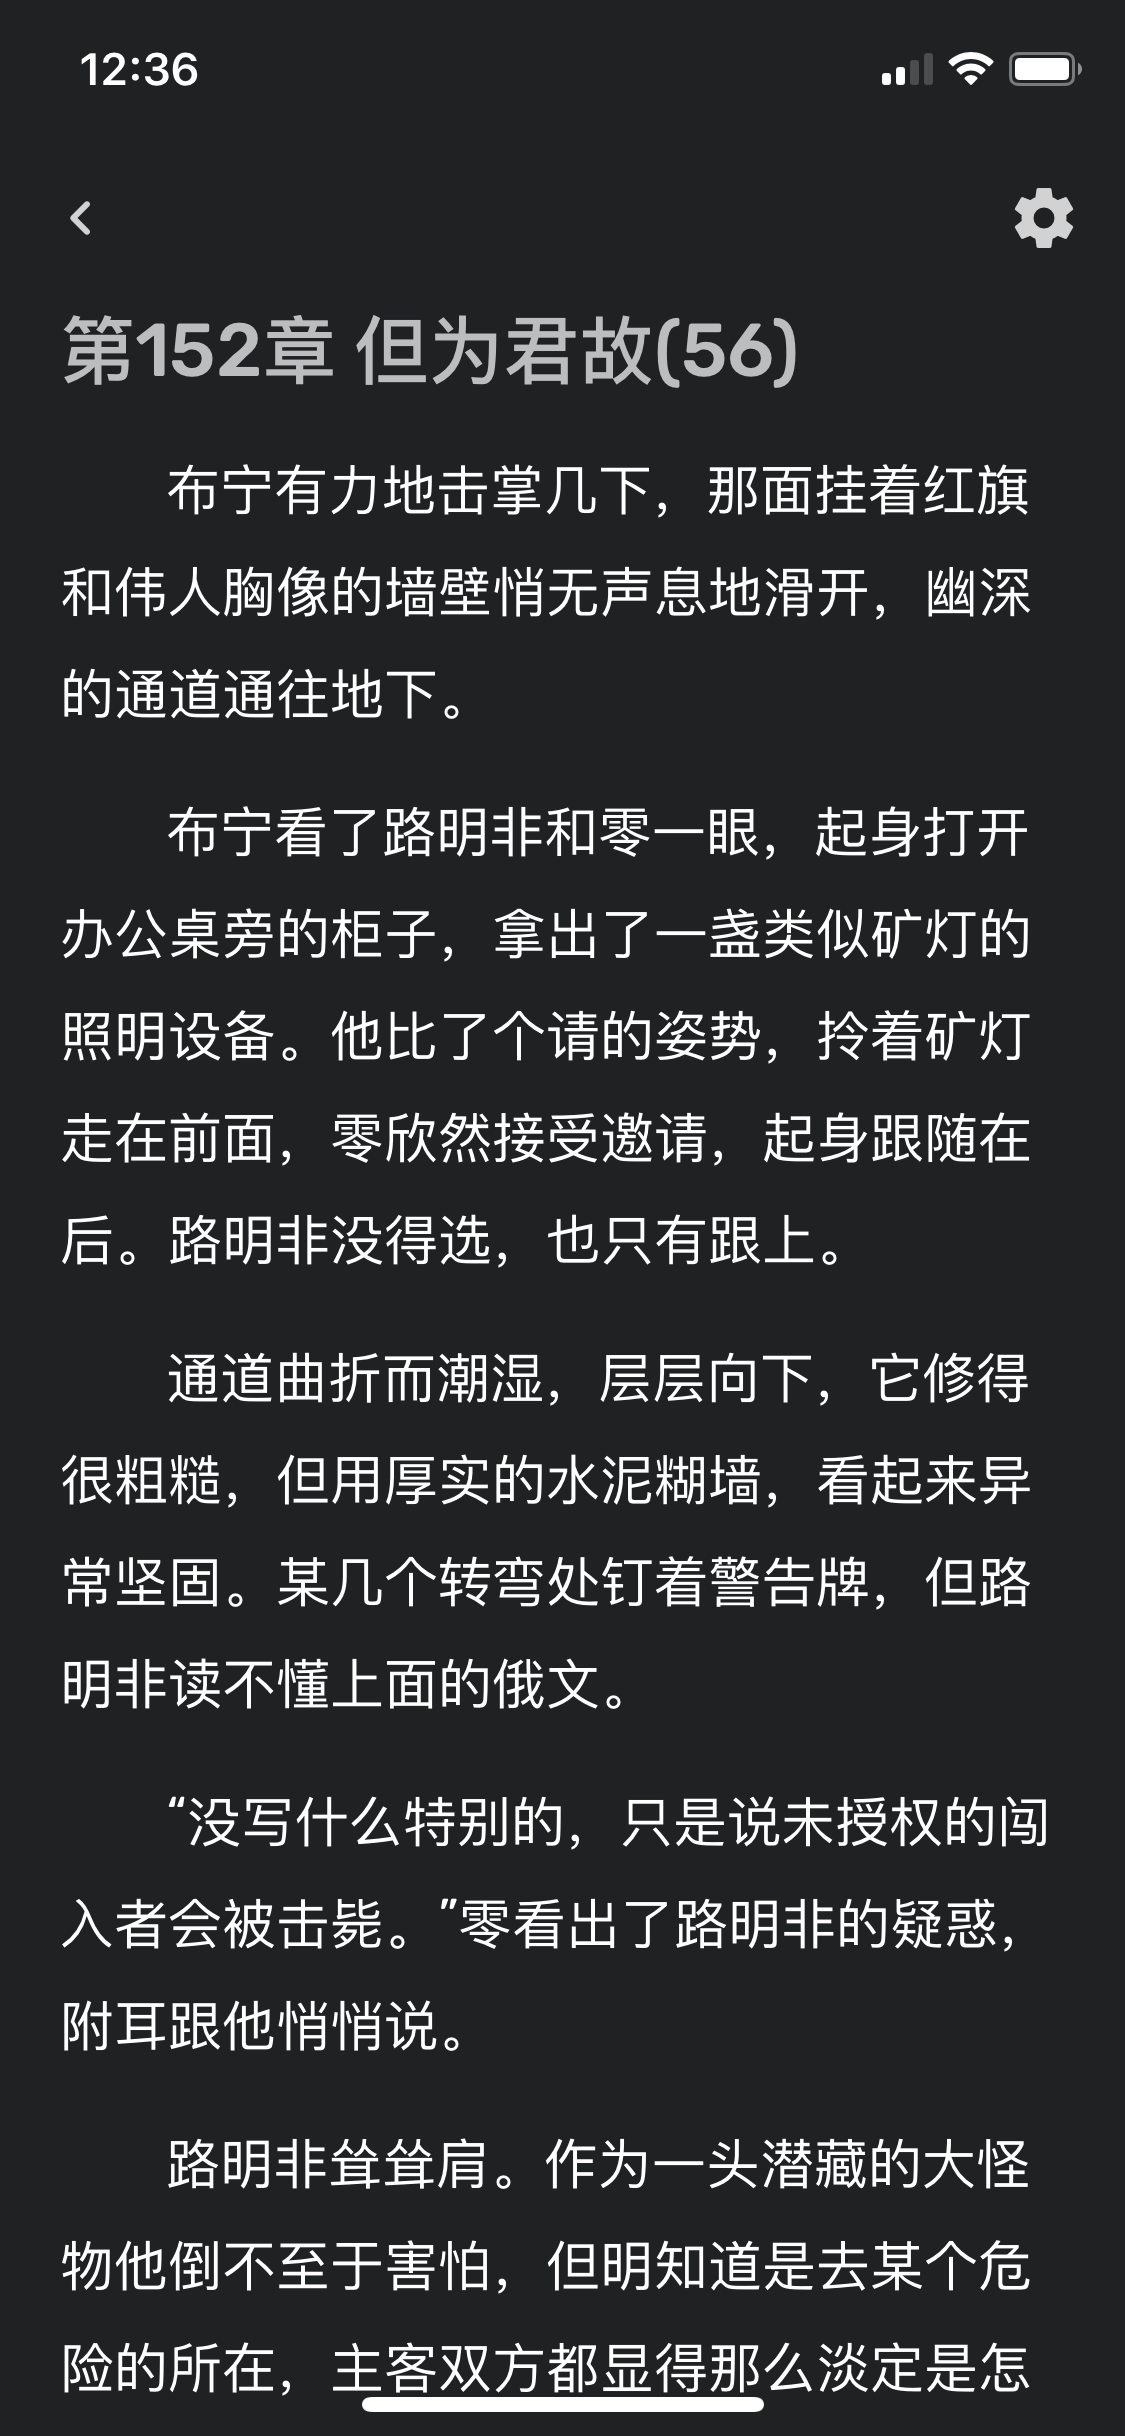 12:36
第152章 但为君故(56)
布宁有力地击掌几下，那面挂着红旗
和伟人胸像的墙壁悄无声息地滑开，幽深
的通道通往地下。
布宁看了路明非和零一眼，起身打开
办公桌旁的柜子，拿出了一盏类似矿灯的
照明设备。他比了个请的姿势，拎着矿灯
走在前面，零欣然接受邀请，起身跟随在
后。路明非没得选，也只有跟上。
通道曲折而潮湿，层层向下，它修得
很粗糙，但用厚实的水泥糊墙，看起来异
常坚固。某几个转弯处钉着警告牌，但路
明非读不懂上面的俄文。
“没写什么特别的，只是说未授权的闯
入者会被击毙。”零看出了路明非的疑惑，
附耳跟他悄悄说。
路明非耸耸肩。作为一头潜藏的大怪
物他倒不至于害怕，但明知道是去某个危
险的所在，主客双方都显得那么淡定是怎